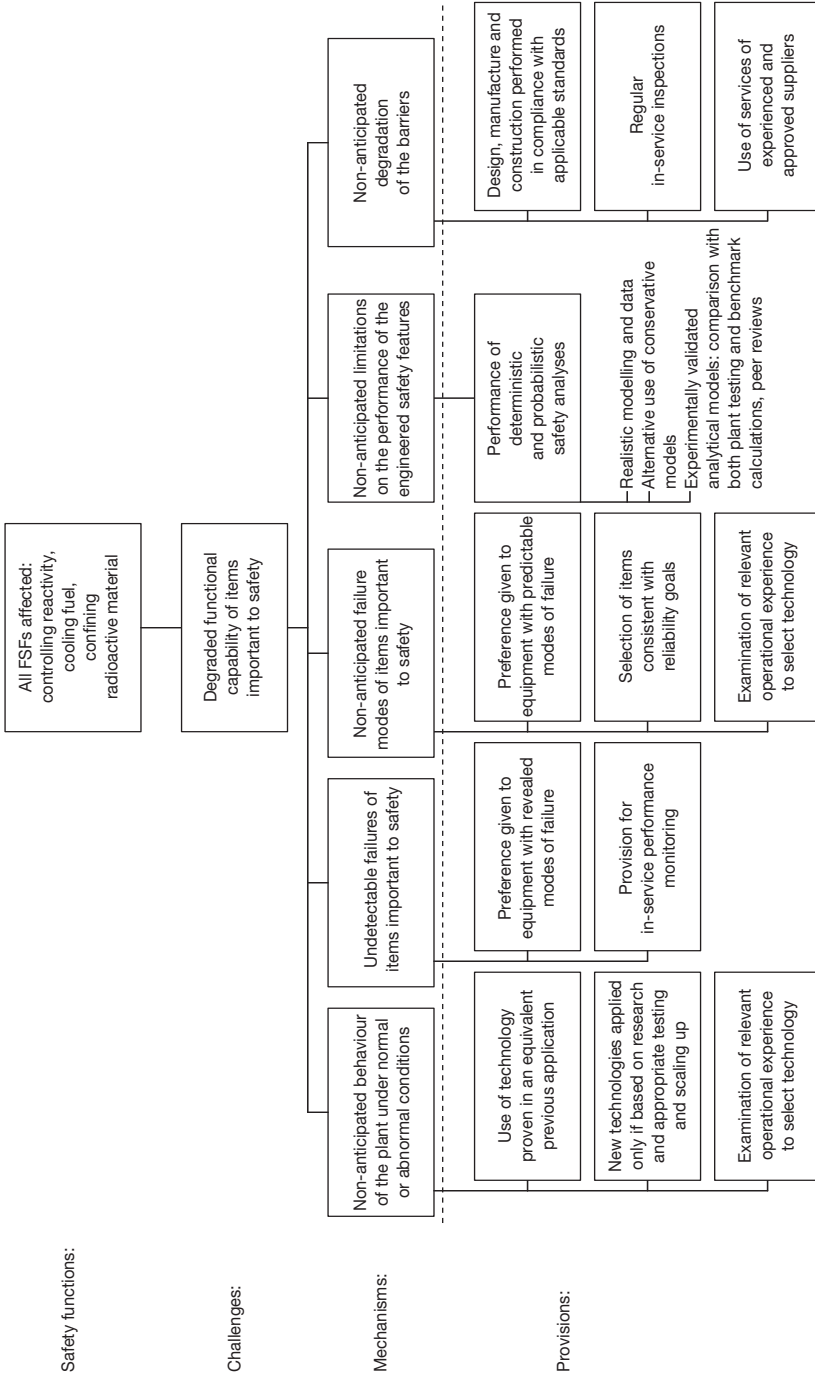 Safety functions:
All FSFs affected:
controlling reactivity,
cooling fuel,
confining
radioactive material
Challenges:
Degraded functional
capability of items
important to safety
Mechanisms:
Non-anticipated behaviour
of the plant under normal
or abnormal conditions
Undetectable failures of
items important to safety
Non-anticipated failure
modes of items important
to safety
Non-anticipated limitations
on the performance of the
engineered safety features
Non-anticipated
degradation
of the barriers
Provisions:
Use of technology
proven in an equivalent
previous application
New technologies applied
only if based on research
and appropriate testing
and scaling up
Examination of relevant
operational experience
to select technology
Preference given to
equipment with revealed
modes of failure
Provision for
in-service performance
monitoring
Preference given to
equipment with predictable
modes of failure
Selection of items
consistent with
reliability goals
Examination of relevant
operational experience
to select technology
Performance of
deterministic
and probabilistic
safety analyses
Realistic modelling and data
Alternative use of conservative
models
Experimentally validated
analytical models: comparison with
both plant testing and benchmark
calculations, peer reviews
Design, manufacture and
construction performed
in compliance with
applicable standards
Regular
in-service inspections
Use of services of
experienced and
approved suppliers